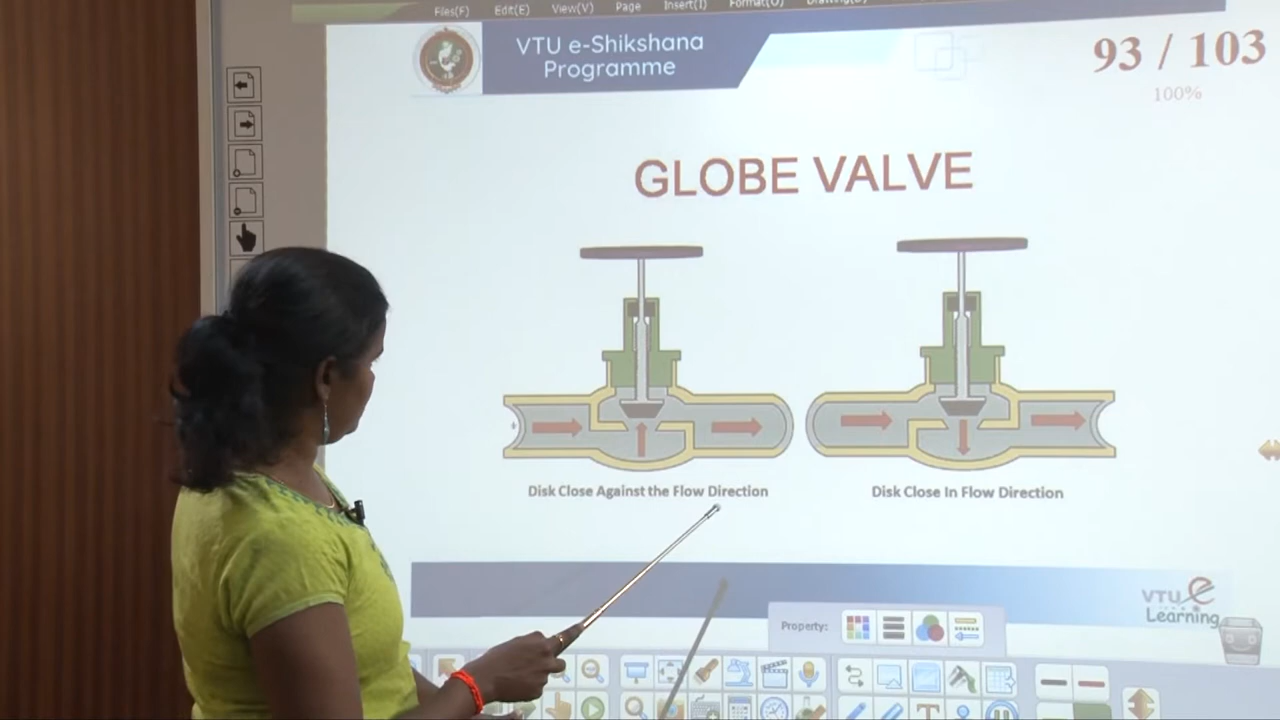 Files(F) Edit(E) View(V) Page Insert(I) Format(O)
VTU e-Shikshana
Programme
93 / 103
100%
GLOBE VALVE
Disk Close Against the Flow Direction
Disk Close In Flow Direction
VTU e
Learning
Property: